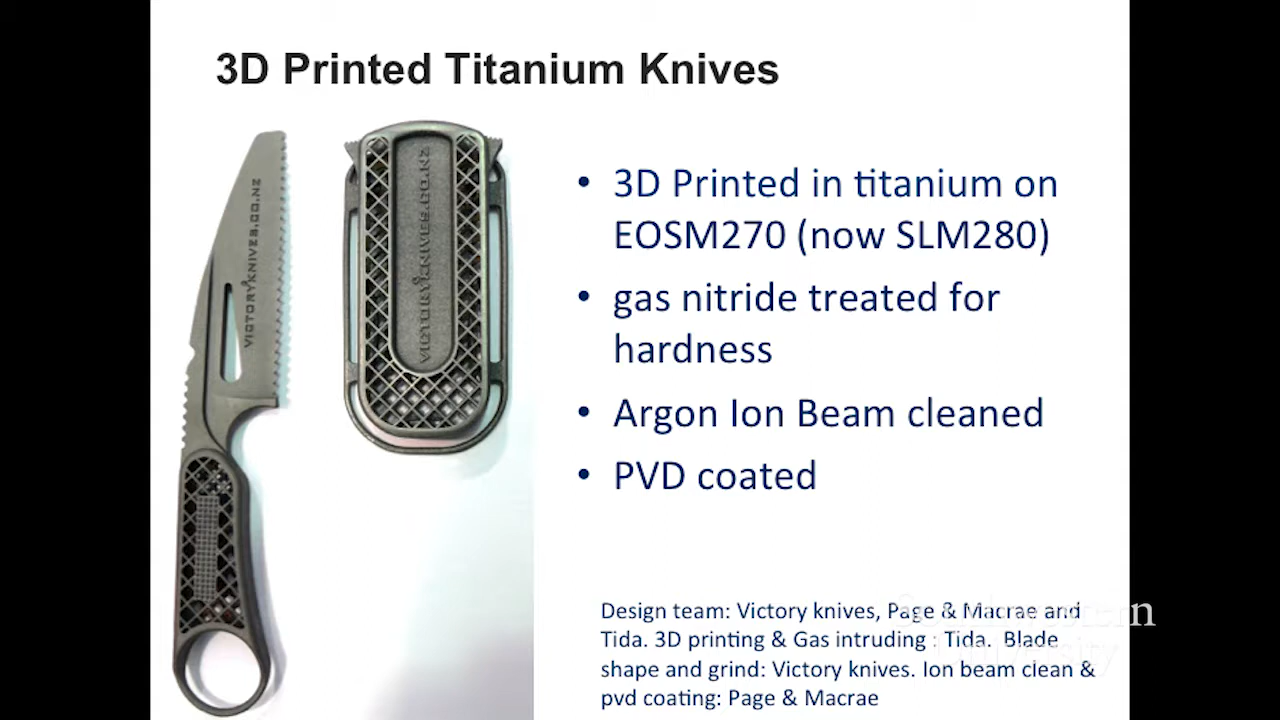 3D Printed Titanium Knives
VICTORYKNIVES.CO.NZ
VICTORYKNIVES.CO.NZ
• 3D Printed in titanium on
EOSM270 (now SLM280)
• gas nitride treated for
hardness
• Argon Ion Beam cleaned
• PVD coated
Design team: Victory knives, Page & Macrae and
Tida. 3D printing & Gas intruding : Tida. Blade
shape and grind: Victory knives. Ion beam clean &
pvd coating: Page & Macrae
Southwestern
University